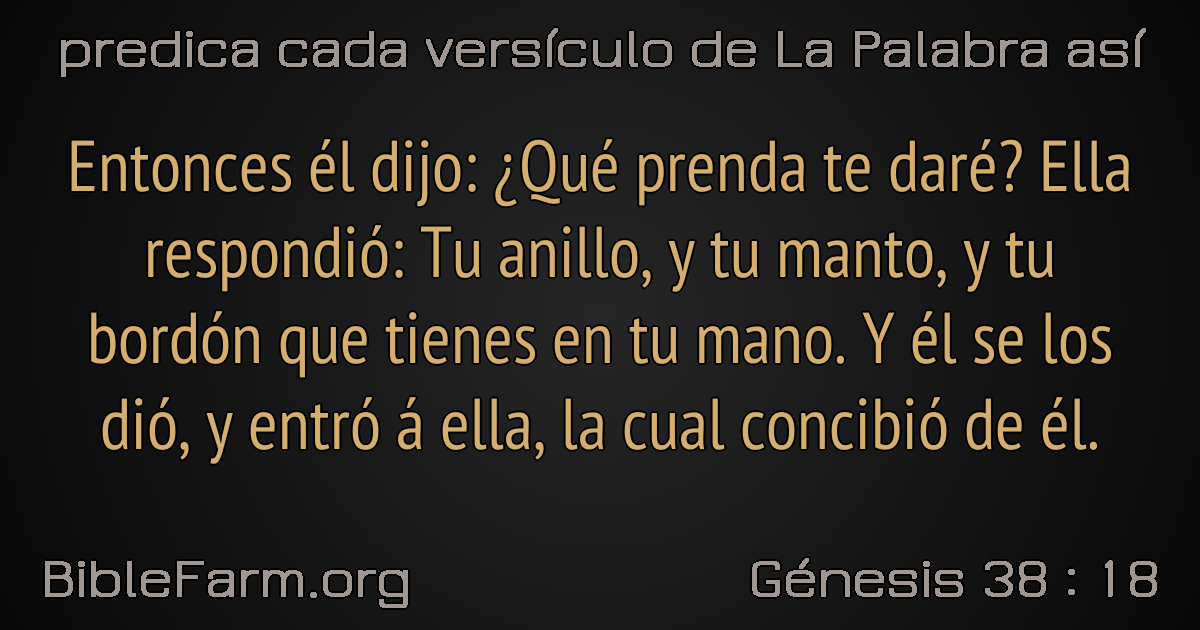 predica cada versículo de La Palabra así
Entonces él dijo: ¿Qué prenda te daré? Ella
respondió: Tu anillo, y tu manto, y tu
bordón que tienes en tu mano. Y él se los
dió, y entró á ella, la cual concibió de él.
BibleFarm.org
Génesis 38 : 18